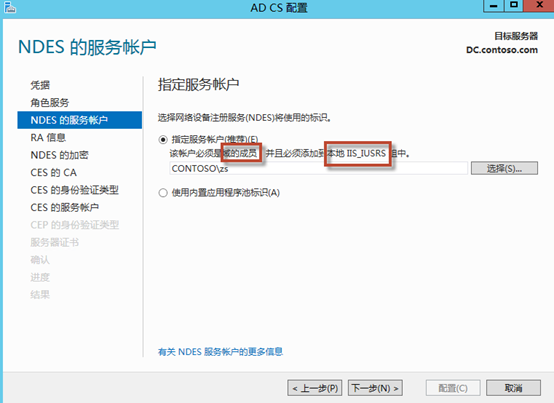 AD CS 配置
NDES 的服务帐户
目标服务器
DC.contoso.com
凭据
角色服务
NDES 的服务帐户
RA 信息
NDES 的加密
CES 的 CA
CES 的身份验证类型
CES 的服务帐户
CEP 的身份验证类型
服务器证书
确认
进度
结果
指定服务帐户
选择网络设备注册服务(NDES)将使用的标识。
指定服务帐户(推荐)(E)
该帐户必须是域的成员，并且必须添加到本地 IIS_IUSRS 组中。
CONTOSO\zs
选择(S)...
使用内置应用程序池标识(A)
有关 NDES 服务帐户的更多信息
< 上一步(P)
下一步(N) >
配置(C)
取消